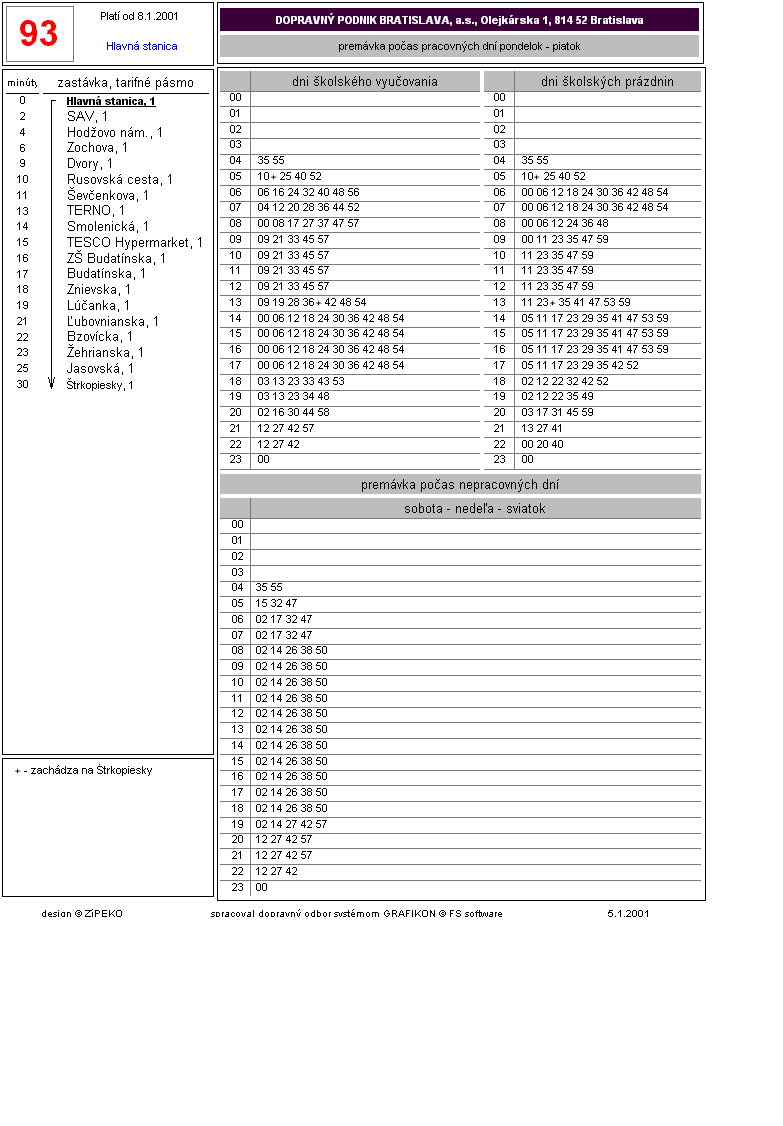 93
Platí od 8.1.2001
Hlavná stanica
DOPRAVNÝ PODNIK BRATISLAVA, a.s., Olejkárska 1, 814 52 Bratislava
premávka počas pracovných dní pondelok - piatok
minúty zastávka, tarifné pásmo
0 Hlavná stanica, 1
2 SAV, 1
4 Hodžovo nám., 1
6 Zochova, 1
9 Dvory, 1
10 Rusovská cesta, 1
11 Ševčenkova, 1
13 TERNO, 1
14 Smolenická, 1
15 TESCO Hypermarket, 1
16 ZŠ Budatínska, 1
17 Budatínska, 1
18 Znievska, 1
19 Lúčanka, 1
21 Ľubovnianska, 1
22 Bzovícka, 1
23 Žehrianska, 1
25 Jasovská, 1
30 Štrkopiesky, 1
+ - zachádza na Štrkopiesky
dni školského vyučovania
00
01
02
03
04 35 55
05 10+ 25 40 52
06 06 16 24 32 40 48 56
07 04 12 20 28 36 44 52
08 00 08 17 27 37 47 57
09 09 21 33 45 57
10 09 21 33 45 57
11 09 21 33 45 57
12 09 21 33 45 57
13 09 19 28 36+ 42 48 54
14 00 06 12 18 24 30 36 42 48 54
15 00 06 12 18 24 30 36 42 48 54
16 00 06 12 18 24 30 36 42 48 54
17 00 06 12 18 24 30 36 42 48 54
18 03 13 23 33 43 53
19 03 13 23 34 48
20 02 16 30 44 58
21 12 27 42 57
22 12 27 42
23 00
dni školských prázdnin
00
01
02
03
04 35 55
05 10+ 25 40 52
06 00 06 12 18 24 30 36 42 48 54
07 00 06 12 18 24 30 36 42 48 54
08 00 06 12 24 36 48
09 00 11 23 35 47 59
10 11 23 35 47 59
11 11 23 35 47 59
12 11 23 35 47 59
13 11 23+ 35 41 47 53 59
14 05 11 17 23 29 35 41 47 53 59
15 05 11 17 23 29 35 41 47 53 59
16 05 11 17 23 29 35 41 47 53 59
17 05 11 17 23 29 35 42 52
18 02 12 22 32 42 52
19 02 12 22 35 49
20 03 17 31 45 59
21 13 27 41
22 00 20 40
23 00
premávka počas nepracovných dní
sobota - nedeľa - sviatok
00
01
02
03
04 35 55
05 15 32 47
06 02 17 32 47
07 02 17 32 47
08 02 14 26 38 50
09 02 14 26 38 50
10 02 14 26 38 50
11 02 14 26 38 50
12 02 14 26 38 50
13 02 14 26 38 50
14 02 14 26 38 50
15 02 14 26 38 50
16 02 14 26 38 50
17 02 14 26 38 50
18 02 14 26 38 50
19 02 14 27 42 57
20 12 27 42 57
21 12 27 42 57
22 12 27 42
23 00
design © ZiPEKO spracoval dopravný odbor systémom GRAFIKON © FS software 5.1.2001